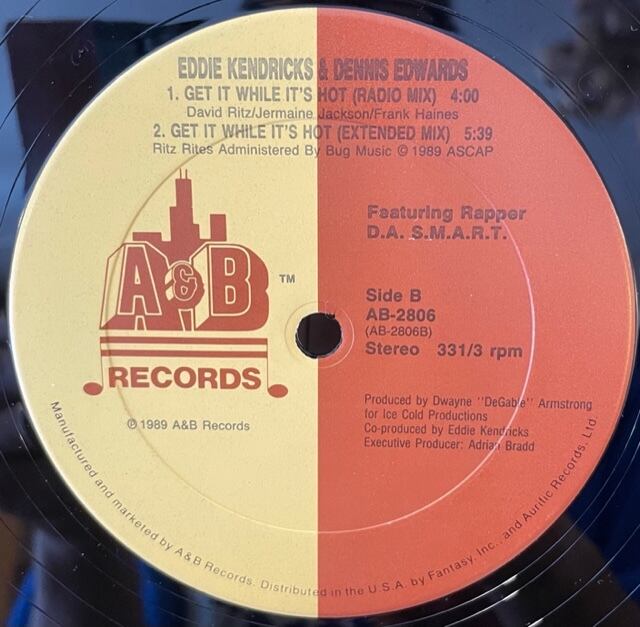 EDDIE KENDRICKS & DENNIS EDWARDS
1. GET IT WHILE IT'S HOT (RADIO MIX) 4:00
David Ritz/Jermaine Jackson/Frank Haines
2. GET IT WHILE IT'S HOT (EXTENDED MIX) 5:39
Ritz Rites Administered By Bug Music © 1989 ASCAP
Featuring Rapper
D.A. S.M.A.R.T.
A&B ™
RECORDS
Side B
AB-2806
(AB-2806B)
Stereo 331/3 rpm
℗ 1989 A&B Records
Produced by Dwayne "DeGable" Armstrong
for Ice Cold Productions
Co-produced by Eddie Kendricks
Executive Producer: Adrian Bradd
Manufactured and marketed by A&B Records. Distributed in the U.S.A. by Fantasy, Inc., and Aurific Records, Ltd.